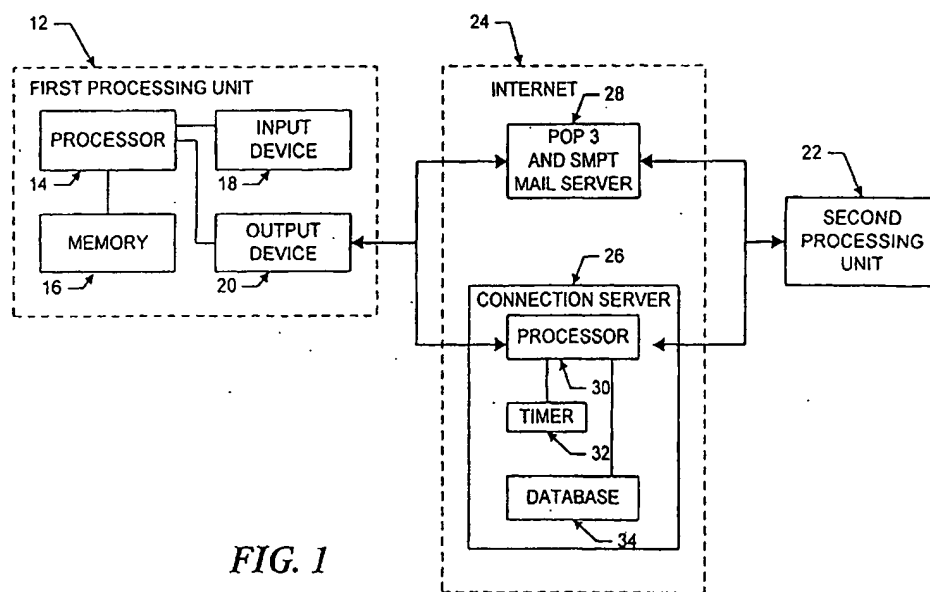 12
FIRST PROCESSING UNIT
PROCESSOR
14
INPUT
DEVICE
18
MEMORY
16
OUTPUT
DEVICE
20
24
INTERNET
28
POP 3
AND SMPT
MAIL SERVER
26
CONNECTION SERVER
PROCESSOR
30
TIMER
32
DATABASE
34
22
SECOND
PROCESSING
UNIT
FIG. 1